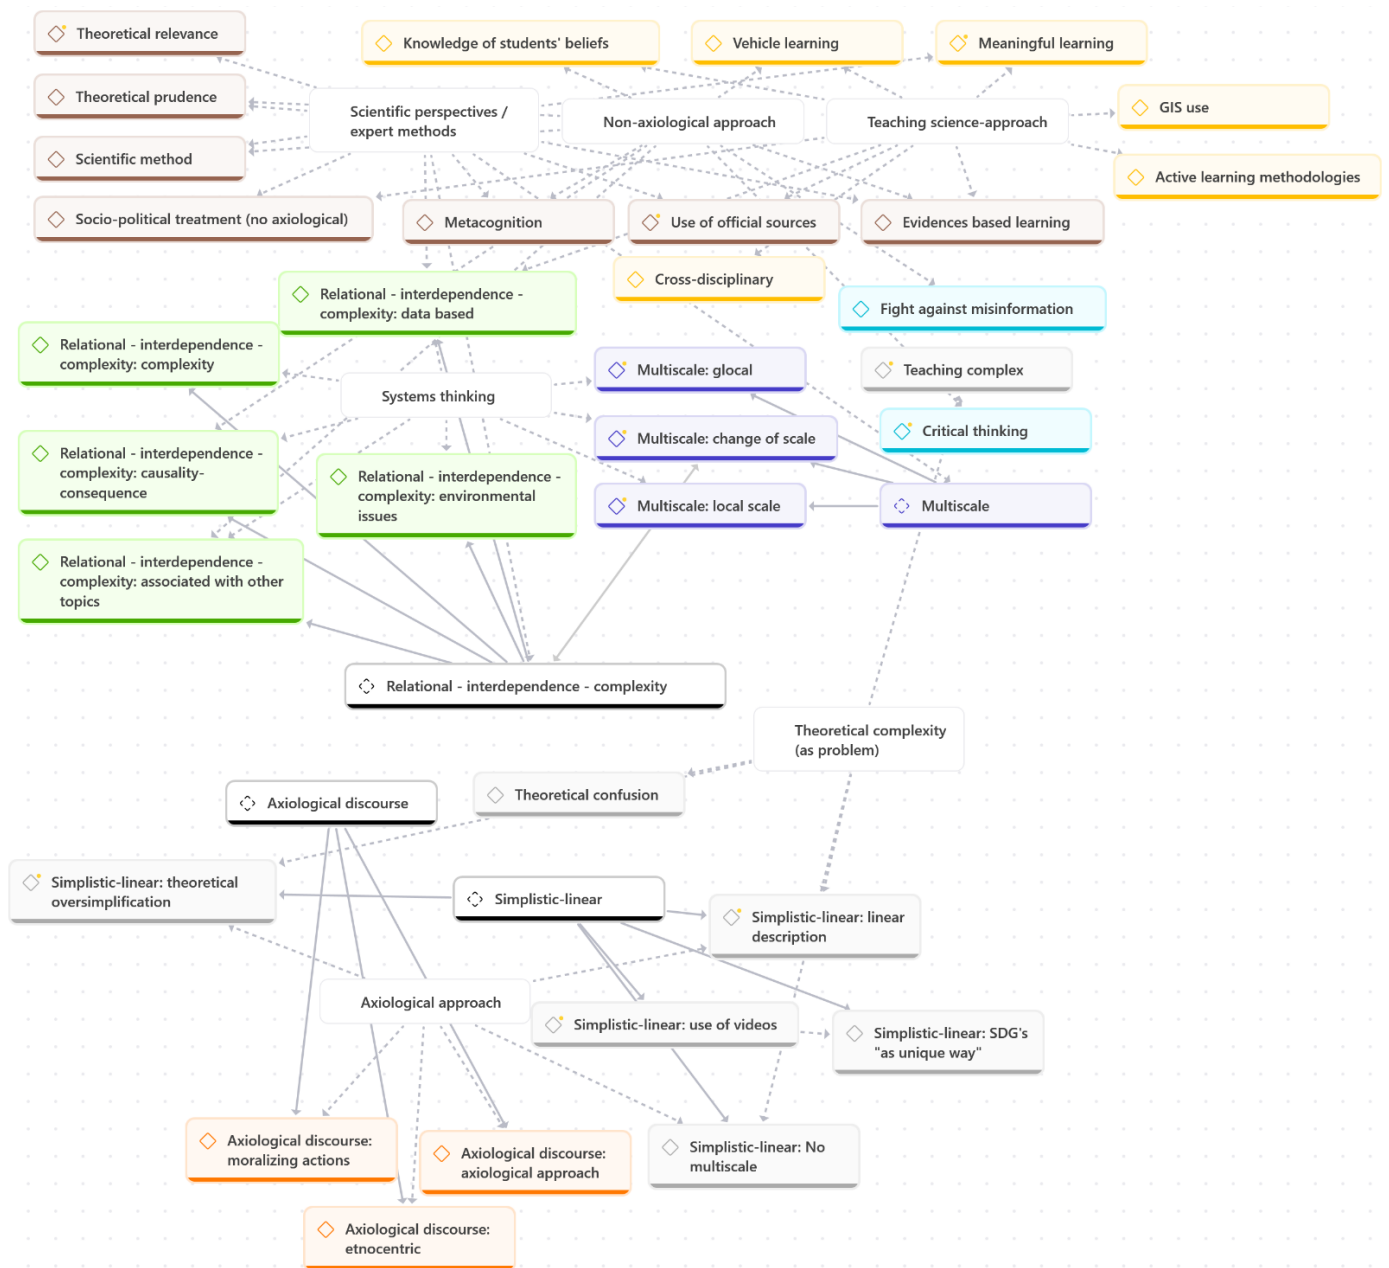 Theoretical relevance
Knowledge of students' beliefs
Vehicle learning
Meaningful learning
Theoretical prudence
Scientific perspectives /
expert methods
Non-axiological approach
Teaching science-approach
GIS use
Scientific method
Active learning methodologies
Socio-political treatment (no axiological)
Metacognition
Use of official sources
Evidences based learning
Cross-disciplinary
Relational - interdependence -
complexity: data based
Fight against misinformation
Relational - interdependence -
complexity: complexity
Multiscale: glocal
Teaching complex
Systems thinking
Multiscale: change of scale
Critical thinking
Relational - interdependence -
complexity: causality-
consequence
Relational - interdependence -
complexity: environmental
issues
Multiscale: local scale
Multiscale
Relational - interdependence -
complexity: associated with other
topics
Relational - interdependence - complexity
Theoretical complexity
(as problem)
Theoretical confusion
Axiological discourse
Simplistic-linear: theoretical
oversimplification
Simplistic-linear
Simplistic-linear: linear
description
Axiological approach
Simplistic-linear: use of videos
Simplistic-linear: SDG's
"as unique way"
Axiological discourse:
moralizing actions
Axiological discourse:
axiological approach
Simplistic-linear: No
multiscale
Axiological discourse:
etnocentric